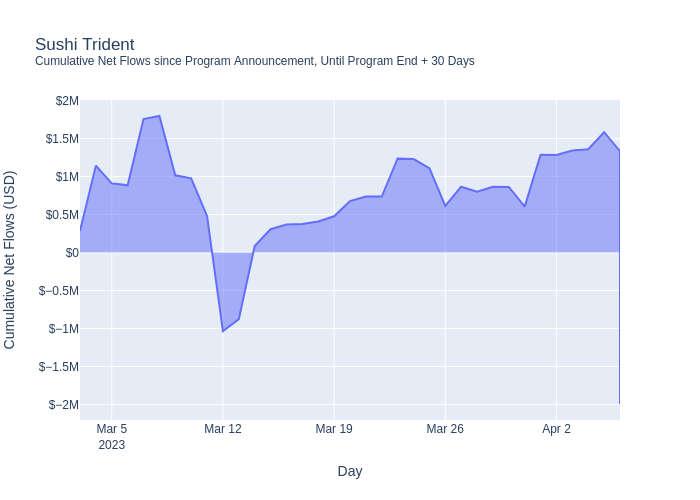 Sushi Trident
Cumulative Net Flows since Program Announcement, Until Program End + 30 Days
Cumulative Net Flows (USD)
$2M
$1.5M
$1M
$0.5M
$0
$−0.5M
$−1M
$−1.5M
$−2M
Mar 5
2023
Mar 12
Mar 19
Mar 26
Apr 2
Day